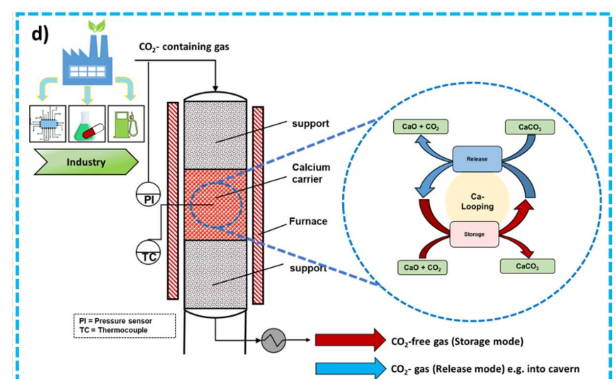 d)
CO₂- containing gas
Industry
PI
TC
support
Calcium
carrier
Furnace
support
PI = Pressure sensor
TC = Thermocouple
CaO + CO₂
CaCO₃
Release
Ca-
Looping
Storage
CaO + CO₂
CaCO₃
CO₂-free gas (Storage mode)
CO₂- gas (Release mode) e.g. into cavern